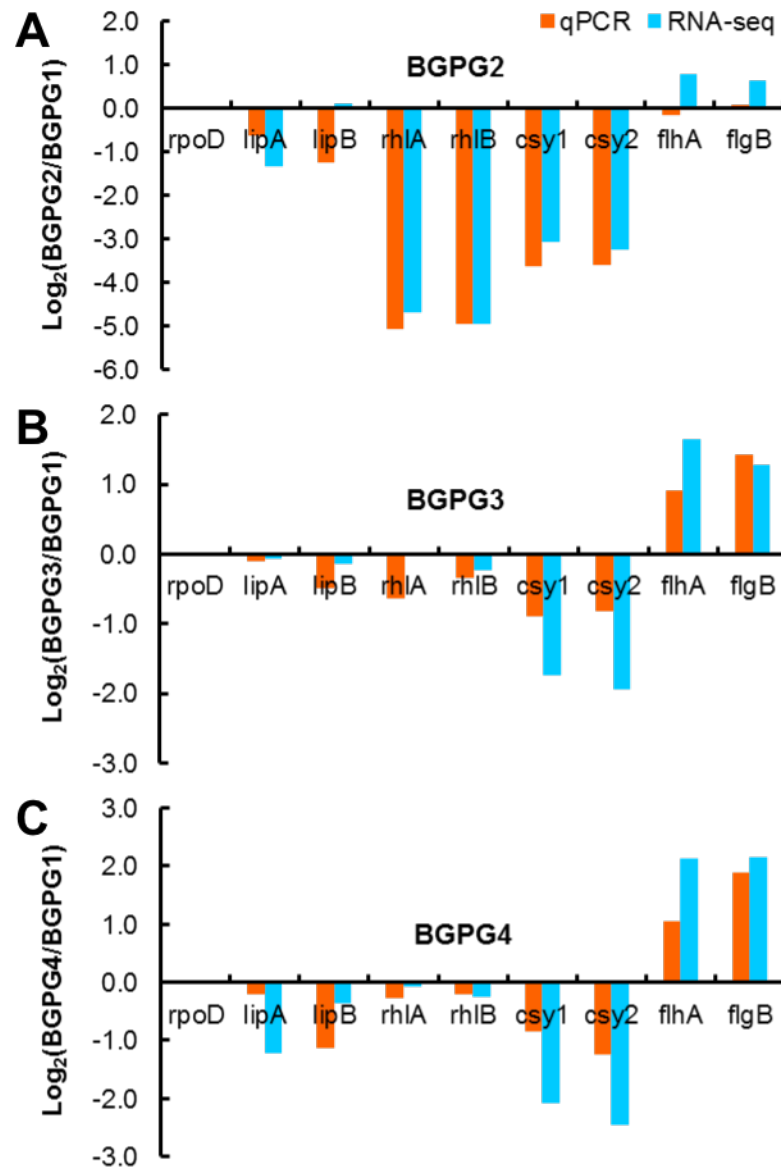 A
qPCR RNA-seq
BGPG2
Log₂(BGPG2/BGPG1)
2.0
1.0
0.0
-1.0
-2.0
-3.0
-4.0
-5.0
-6.0
rpoD lipA lipB rhlA rhlB csy1 csy2 flhA flgB
B
BGPG3
Log₂(BGPG3/BGPG1)
2.0
1.0
0.0
-1.0
-2.0
-3.0
rpoD lipA lipB rhlA rhlB csy1 csy2 flhA flgB
C
BGPG4
Log₂(BGPG4/BGPG1)
3.0
2.0
1.0
0.0
-1.0
-2.0
-3.0
rpoD lipA lipB rhlA rhlB csy1 csy2 flhA flgB